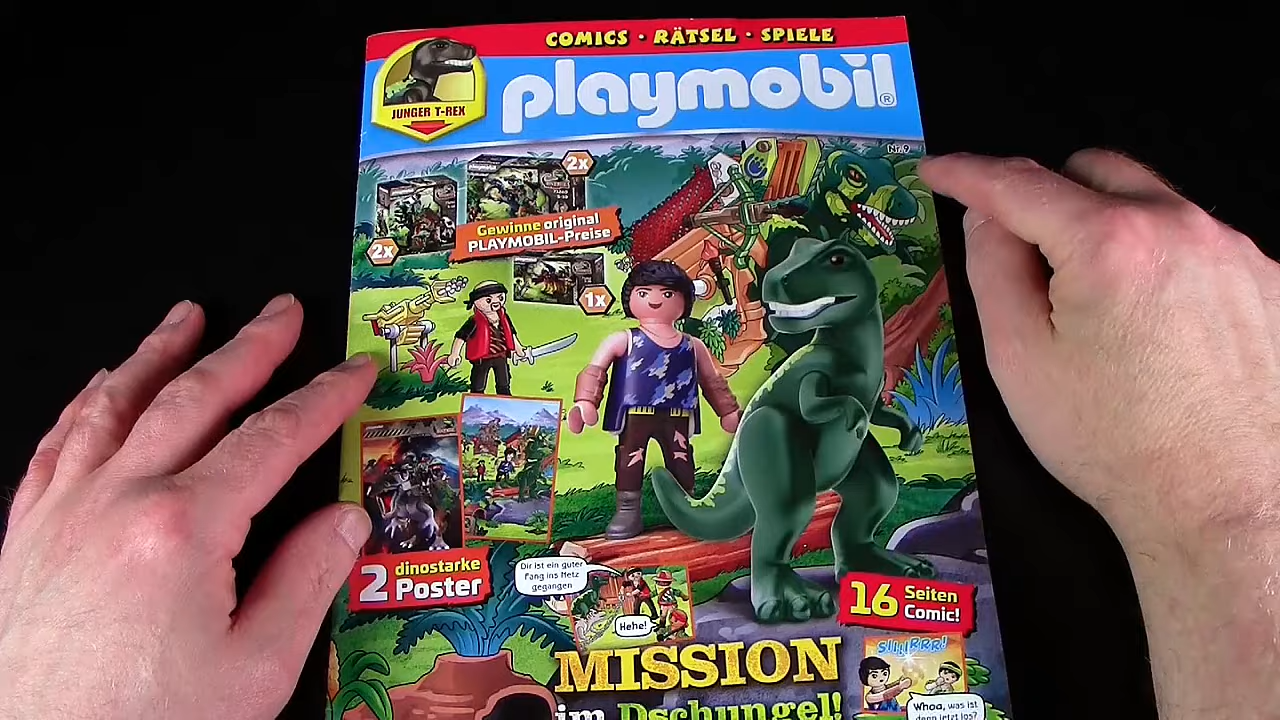 COMICS · RÄTSEL · SPIELE
playmobil®
JUNGER T-REX
Nr. 9
2x
Gewinne original
PLAYMOBIL-Preise
2x
1x
2 dinostarke
Poster
Dir ist ein guter
Fang ins Netz
gegangen
Hehe!
16 Seiten
Comic!
MISSION
im Dschungel!
SIIIRRR!
Whoa, was ist
denn jetzt los?